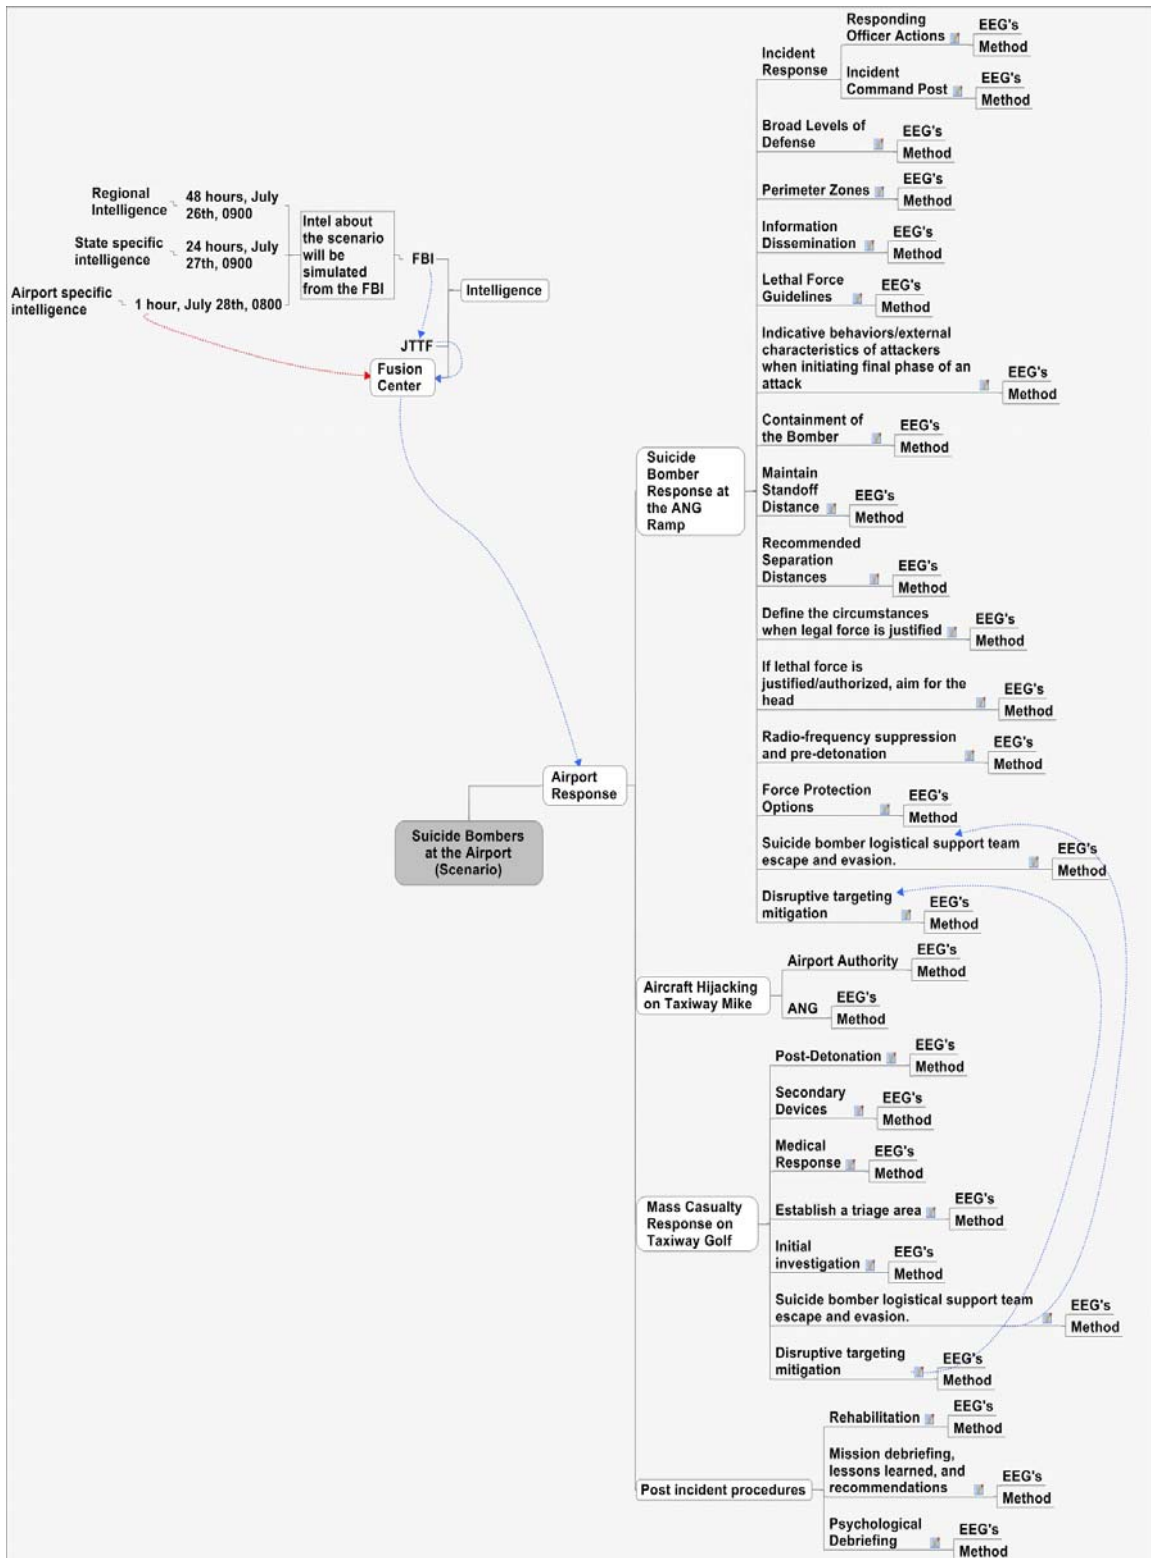 Regional
Intelligence
48 hours, July
26th, 0900
State specific
intelligence
24 hours, July
27th, 0900
Airport specific
intelligence
1 hour, July 28th, 0800
Intel about
the scenario
will be
simulated
from the FBI
FBI
Intelligence
JTTF
Fusion
Center
Suicide Bombers
at the Airport
(Scenario)
Airport
Response
Suicide
Bomber
Response at
the ANG
Ramp
Incident
Response
Responding
Officer Actions
EEG's
Method
Incident
Command Post
EEG's
Method
Broad Levels of
Defense
EEG's
Method
Perimeter Zones
EEG's
Method
Information
Dissemination
EEG's
Method
Lethal Force
Guidelines
EEG's
Method
Indicative behaviors/external
characteristics of attackers
when initiating final phase of an
attack
EEG's
Method
Containment of
the Bomber
EEG's
Method
Maintain
Standoff
Distance
EEG's
Method
Recommended
Separation
Distances
EEG's
Method
Define the circumstances
when legal force is justified
EEG's
Method
If lethal force is
justified/authorized, aim for the
head
EEG's
Method
Radio-frequency suppression
and pre-detonation
EEG's
Method
Force Protection
Options
EEG's
Method
Suicide bomber logistical support team
escape and evasion.
EEG's
Method
Disruptive targeting
mitigation
EEG's
Method
Aircraft Hijacking
on Taxiway Mike
Airport Authority
EEG's
Method
ANG
EEG's
Method
Mass Casualty
Response on
Taxiway Golf
Post-Detonation
EEG's
Method
Secondary
Devices
EEG's
Method
Medical
Response
EEG's
Method
Establish a triage area
EEG's
Method
Initial
investigation
EEG's
Method
Suicide bomber logistical support team
escape and evasion.
EEG's
Method
Disruptive targeting
mitigation
EEG's
Method
Post incident procedures
Rehabilitation
EEG's
Method
Mission debriefing,
lessons learned, and
recommendations
EEG's
Method
Psychological
Debriefing
EEG's
Method